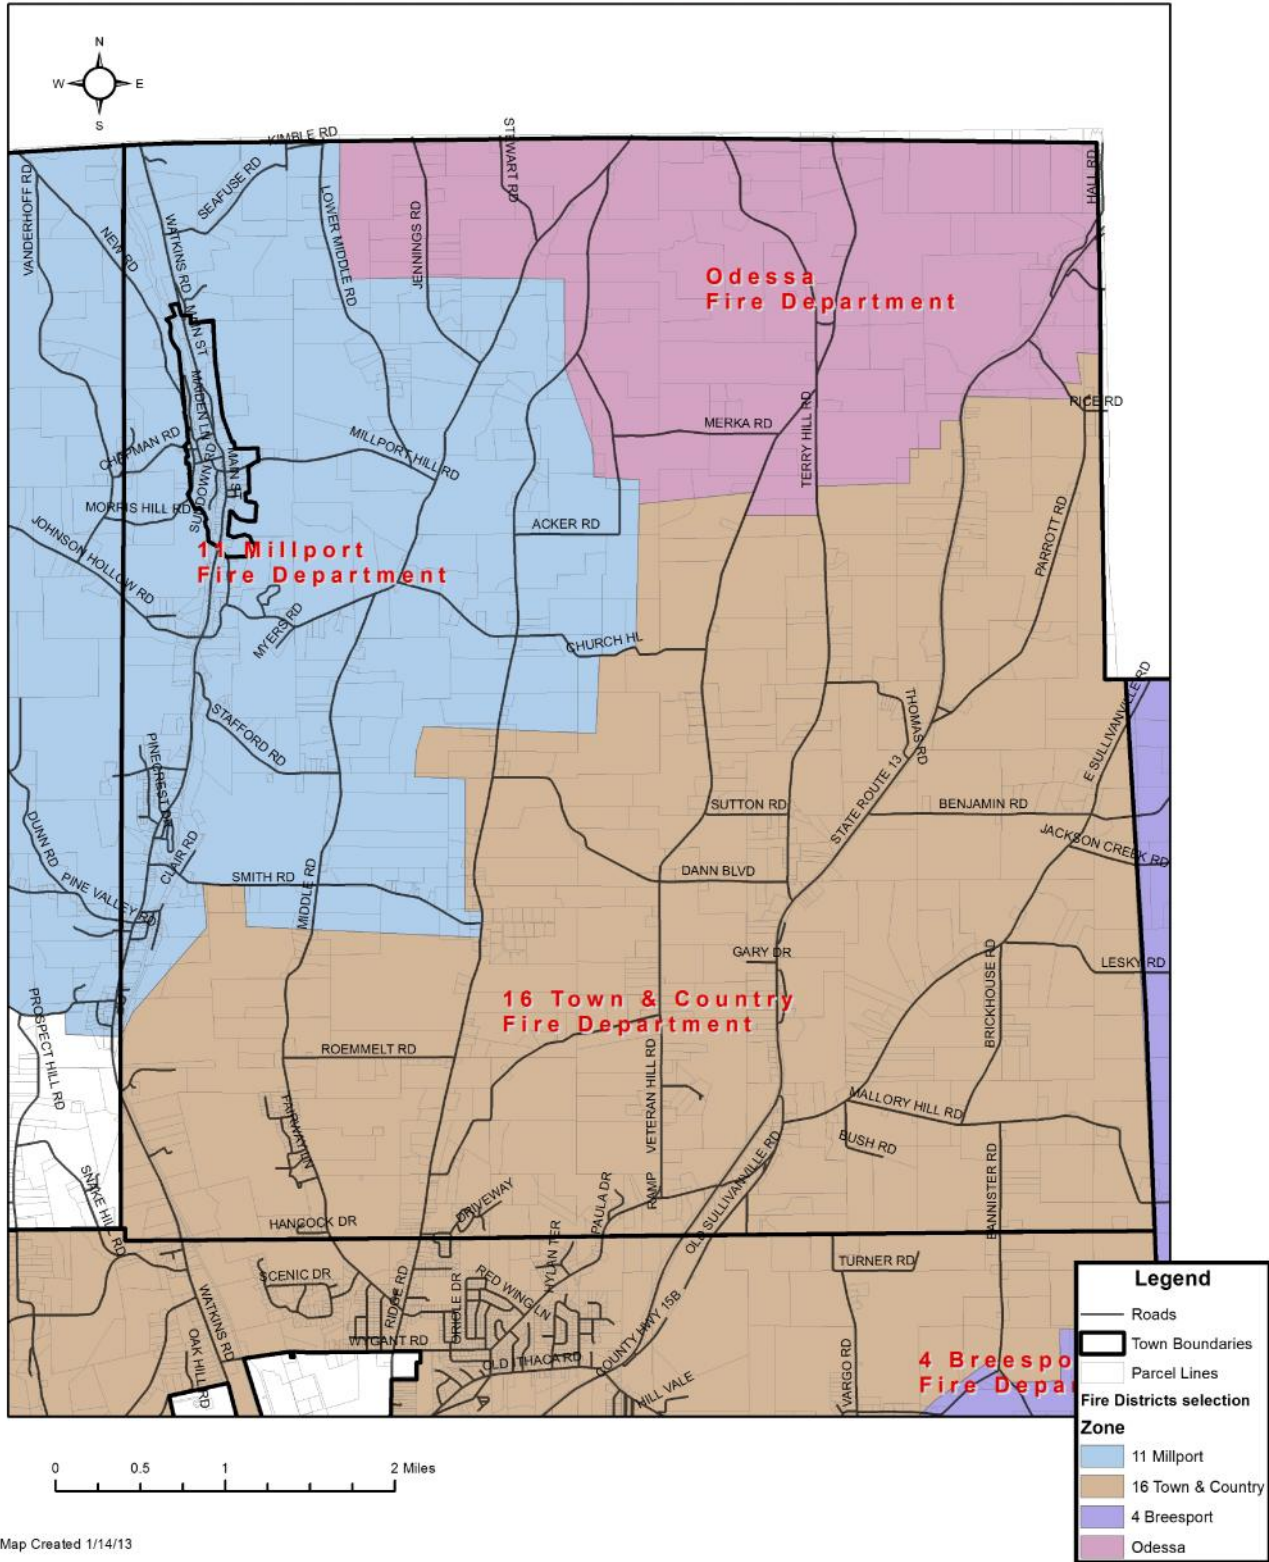 N
W E
S
KIMBLE RD
STEWART RD
HALL RD
VANDERHOFF RD
SEAFUSE RD
LOWER MIDDLE RD
JENNINGS RD
WATKINS RD
NEW RD
Odessa
Fire Department
MAIN ST
MAIDEN LN
RICE RD
MERKA RD
TERRY HILL RD
CHAPMAN RD
MILLPORT HILL RD
MAIN ST
SUNDOWN DR
MORRIS HILL RD
ACKER RD
PARROTT RD
JOHNSON HOLLOW RD
11 Millport
Fire Department
MYERS RD
CHURCH HL
E SULLIVANVILLE RD
THOMAS RD
STAFFORD RD
PINECREST DR
STATE ROUTE 13
SUTTON RD
BENJAMIN RD
JACKSON CREEK RD
DUNN RD
CLAIR RD
DANN BLVD
SMITH RD
PINE VALLEY RD
MIDDLE RD
GARY DR
BRICKHOUSE RD
LESKY RD
16 Town & Country
Fire Department
PROSPECT HILL RD
ROEMMELT RD
VETERAN HILL RD
MALLORY HILL RD
FAIRWAY LN
BUSH RD
OLD SULLIVANVILLE RD
BANNISTER RD
SNAKE HILL RD
DRIVEWAY
PAULA DR
RAMP
HANCOCK DR
HYLAN TER
TURNER RD
SCENIC DR
RED WING LN
RIDGE RD
ORIOLE DR
WATKINS RD
COUNTY HWY 15B
WYGANT RD
OLD ITHACA RD
OAK HILL RD
VARGO RD
HILL VALE
4 Breespo
Fire Depar
Legend
Roads
Town Boundaries
Parcel Lines
Fire Districts selection
Zone
11 Millport
16 Town & Country
4 Breesport
Odessa
0 0.5 1 2 Miles
Map Created 1/14/13